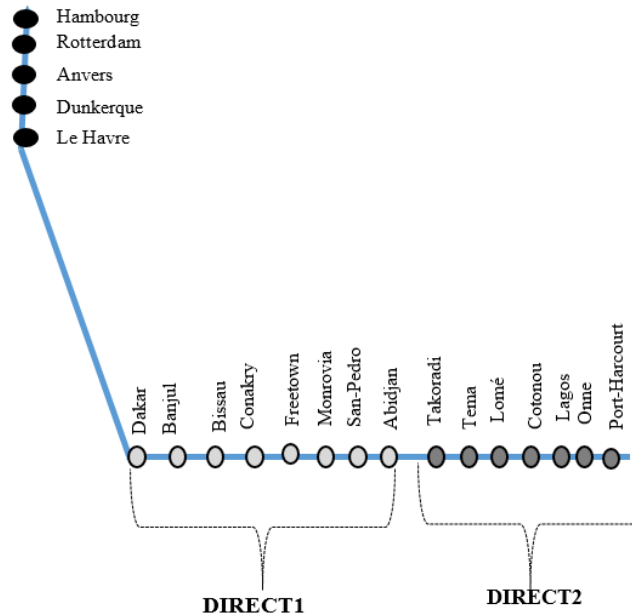 Hambourg
Rotterdam
Anvers
Dunkerque
Le Havre
Dakar
Banjul
Bissau
Conakry
Freetown
Monrovia
San-Pedro
Abidjan
Takoradi
Tema
Lomé
Cotonou
Lagos
Onne
Port-Harcourt
DIRECT1
DIRECT2